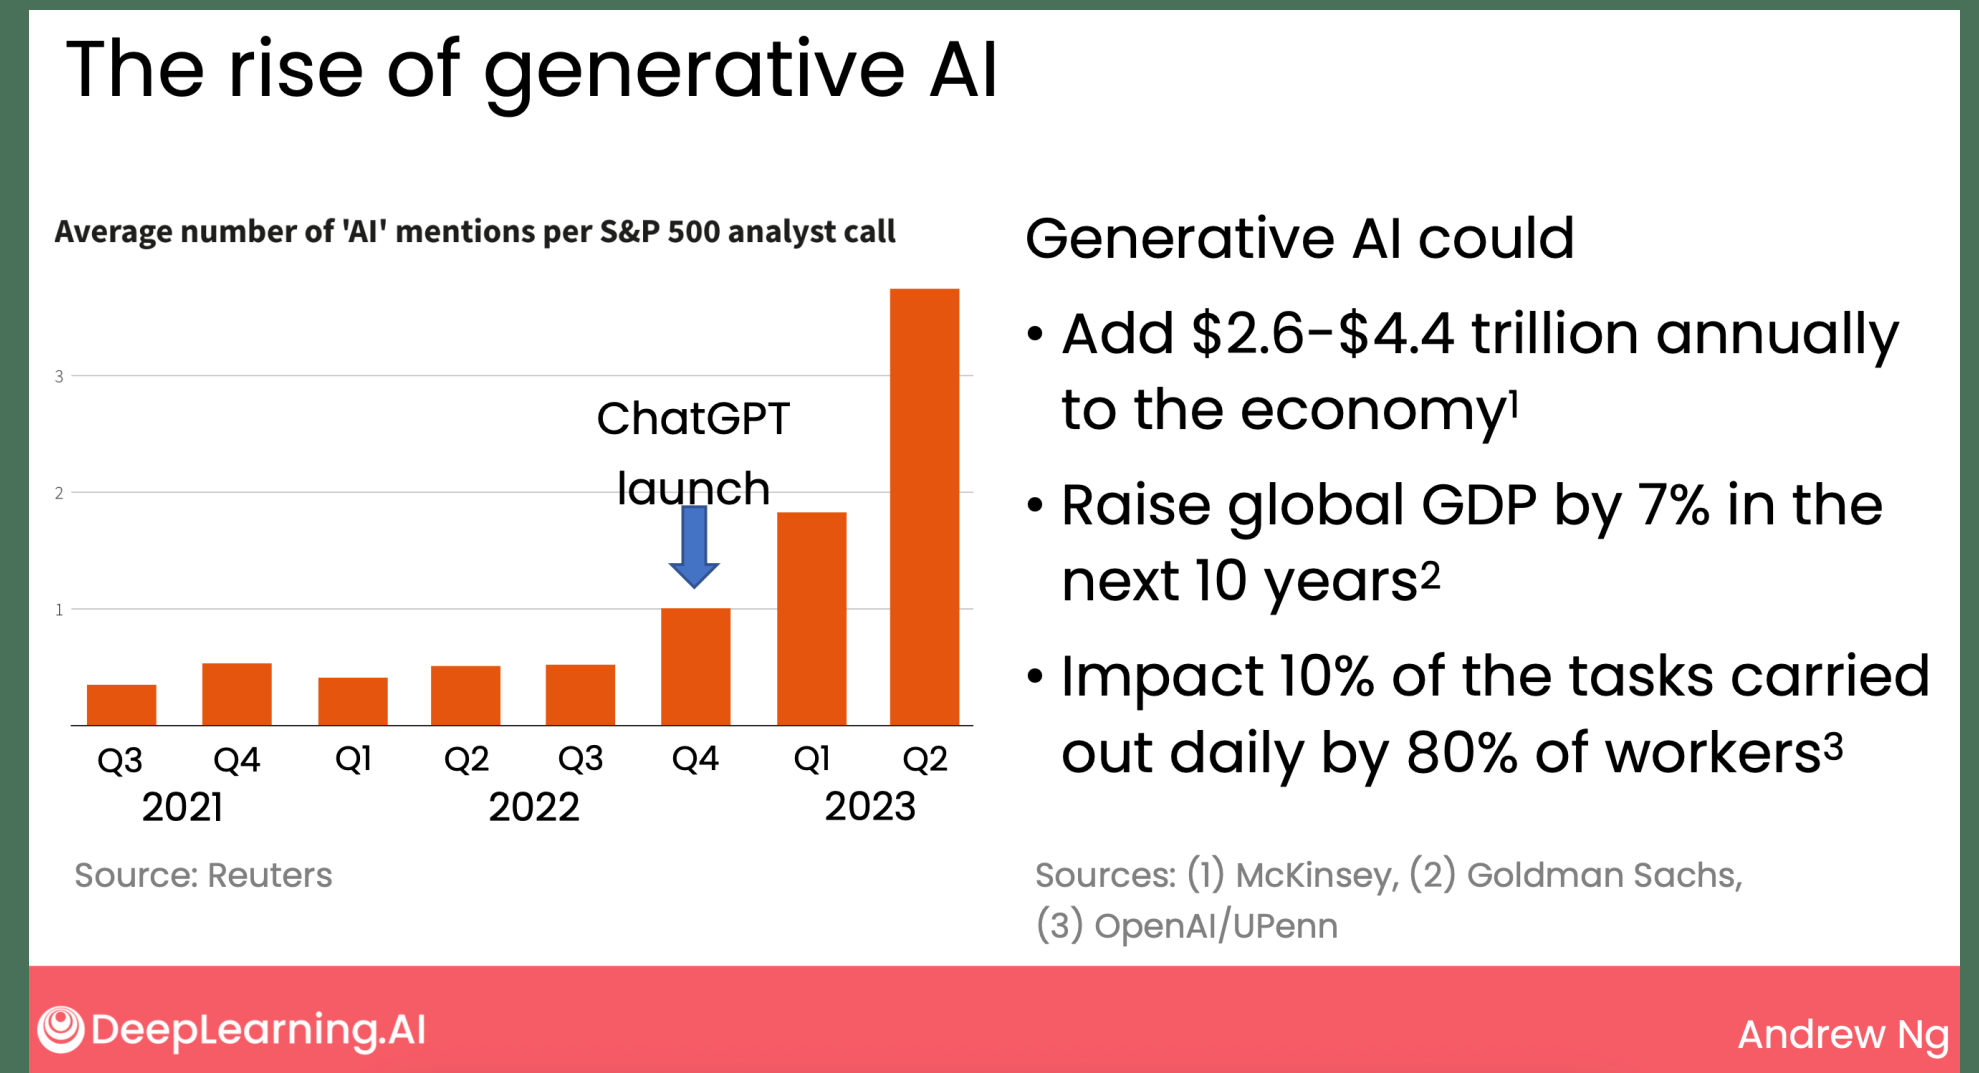 The rise of generative AI
Average number of 'AI' mentions per S&P 500 analyst call
3
2
1
ChatGPT
launch
Q3 Q4 Q1 Q2 Q3 Q4 Q1 Q2
2021 2022 2023
Source: Reuters
Generative AI could
• Add $2.6-$4.4 trillion annually
to the economy¹
• Raise global GDP by 7% in the
next 10 years²
• Impact 10% of the tasks carried
out daily by 80% of workers³
Sources: (1) McKinsey, (2) Goldman Sachs,
(3) OpenAI/UPenn
DeepLearning.AI
Andrew Ng